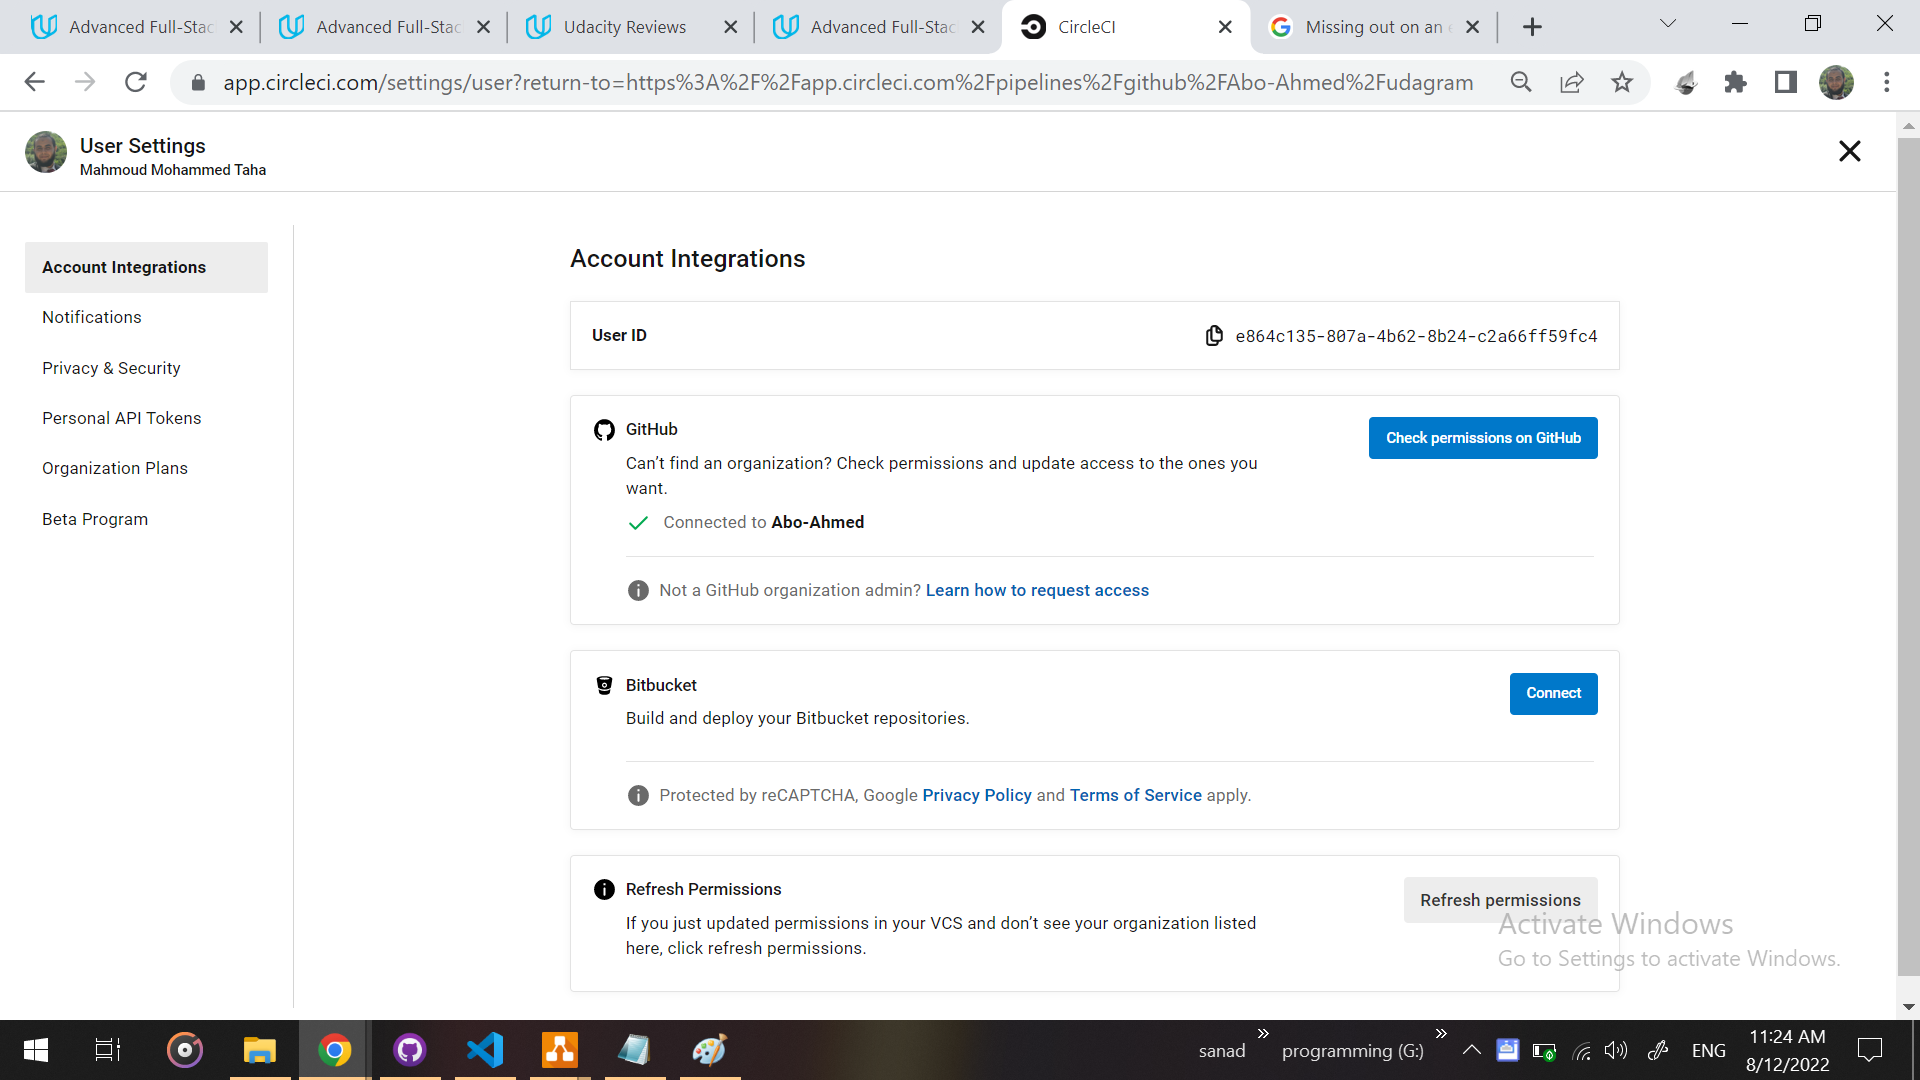 Advanced Full-Stac
Advanced Full-Stac
Udacity Reviews
Advanced Full-Stac
CircleCI
Missing out on an e
app.circleci.com/settings/user?return-to=https%3A%2F%2Fapp.circleci.com%2Fpipelines%2Fgithub%2FAbo-Ahmed%2Fudagram
User Settings
Mahmoud Mohammed Taha
Account Integrations
Notifications
Privacy & Security
Personal API Tokens
Organization Plans
Beta Program
Account Integrations
User ID
e864c135-807a-4b62-8b24-c2a66ff59fc4
GitHub
Check permissions on GitHub
Can’t find an organization? Check permissions and update access to the ones you
want.
Connected to Abo-Ahmed
Not a GitHub organization admin? Learn how to request access
Bitbucket
Connect
Build and deploy your Bitbucket repositories.
Protected by reCAPTCHA, Google Privacy Policy and Terms of Service apply.
Refresh Permissions
Refresh permissions
If you just updated permissions in your VCS and don’t see your organization listed
here, click refresh permissions.
Activate Windows
Go to Settings to activate Windows.
sanad
programming (G:)
ENG
11:24 AM
8/12/2022